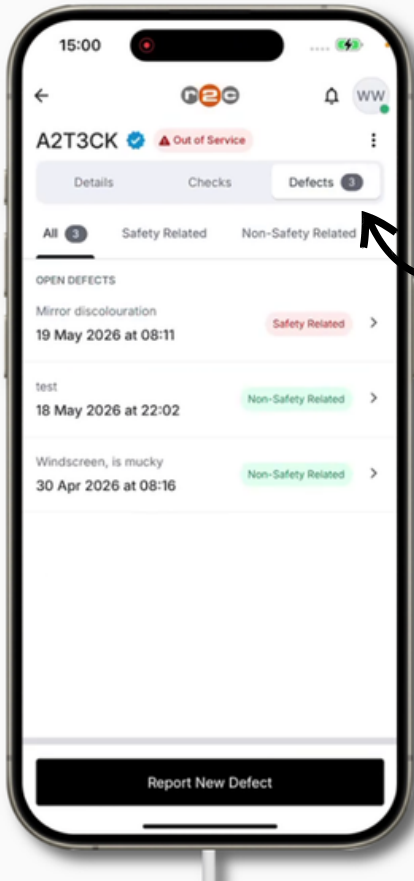 15:00
r2c
WW
A2T3CK
Out of Service
Details Checks Defects 3
All 3 Safety Related Non-Safety Related
OPEN DEFECTS
Mirror discolouration
19 May 2026 at 08:11
Safety Related
test
18 May 2026 at 22:02
Non-Safety Related
Windscreen, is mucky
30 Apr 2026 at 08:16
Non-Safety Related
Report New Defect